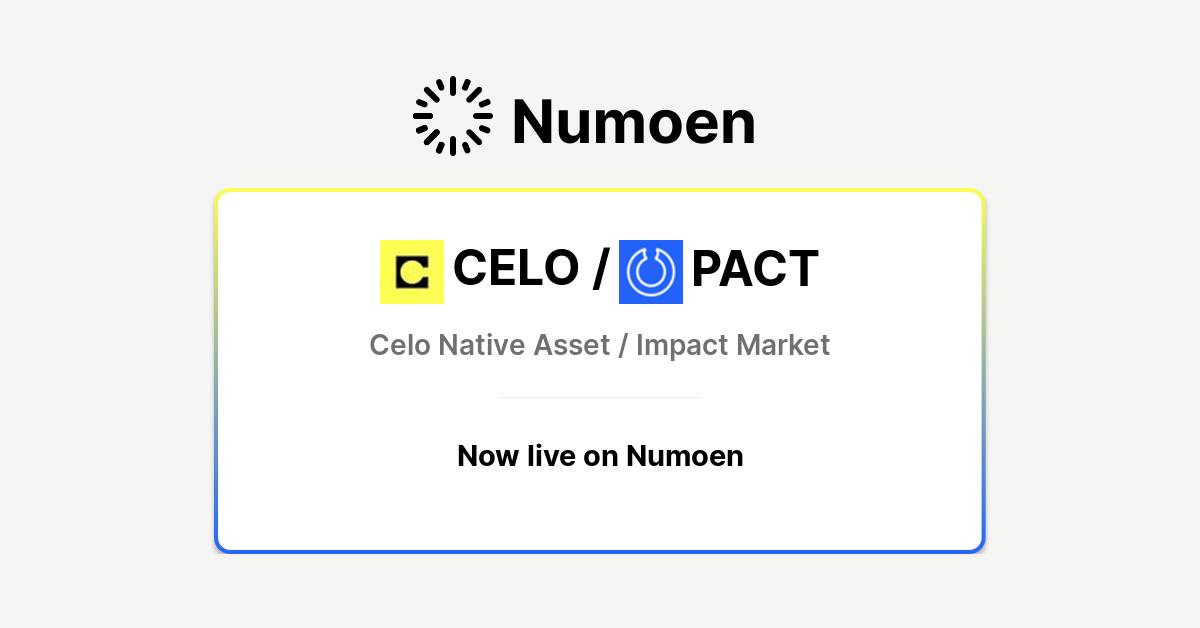 Numoen
CELO / PACT
Celo Native Asset / Impact Market
Now live on Numoen